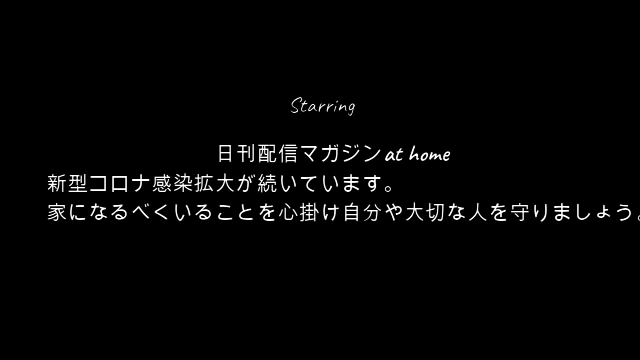 Starring
日刊配信マガジンat home
新型コロナ感染拡大が続いています。
家になるべくいることを心掛け自分や大切な人を守りましょう。